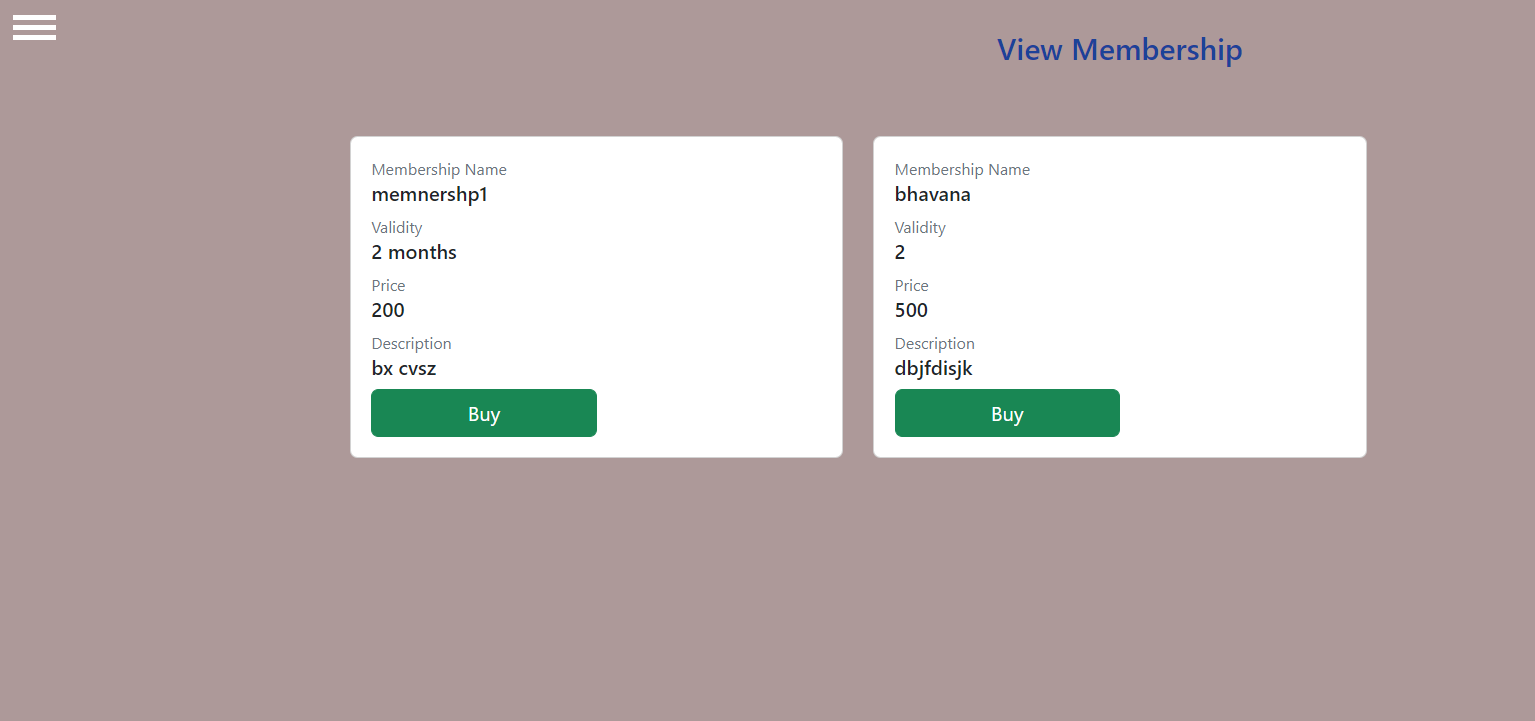 View Membership
Membership Name
memnershp1
Validity
2 months
Price
200
Description
bx cvsz
Buy
Membership Name
bhavana
Validity
2
Price
500
Description
dbjfdisjk
Buy